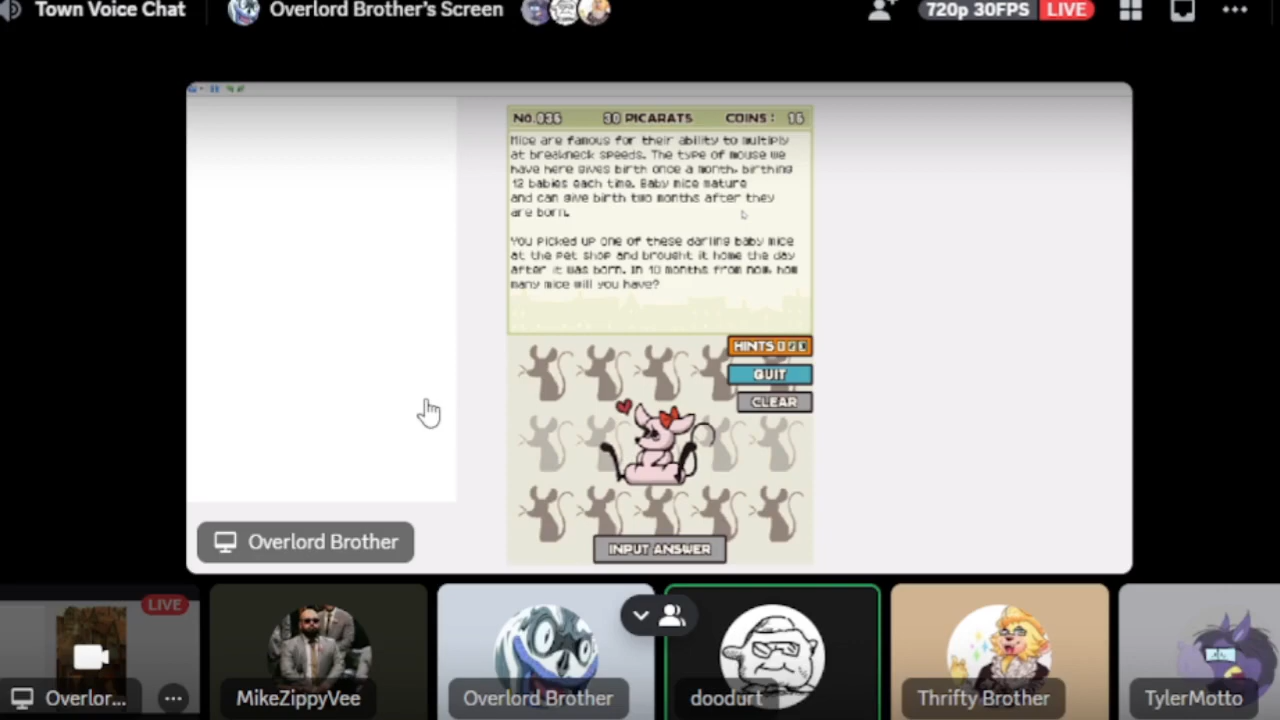 Town Voice Chat
Overlord Brother's Screen
720p 30FPS LIVE
NO.036 30 PICARATS COINS: 16
Mice are famous for their ability to multiply
at breakneck speeds. The type of mouse we
have here gives birth once a month, birthing
12 babies each time. Baby mice mature
and can give birth two months after they
are born.
You picked up one of these darling baby mice
at the pet shop and brought it home the day
after it was born. In 10 months from now, how
many mice will you have?
HINTS 1 2 3
QUIT
CLEAR
INPUT ANSWER
Overlord Brother
LIVE
Overlor...
MikeZippyVee
Overlord Brother
doodurt
Thrifty Brother
TylerMotto